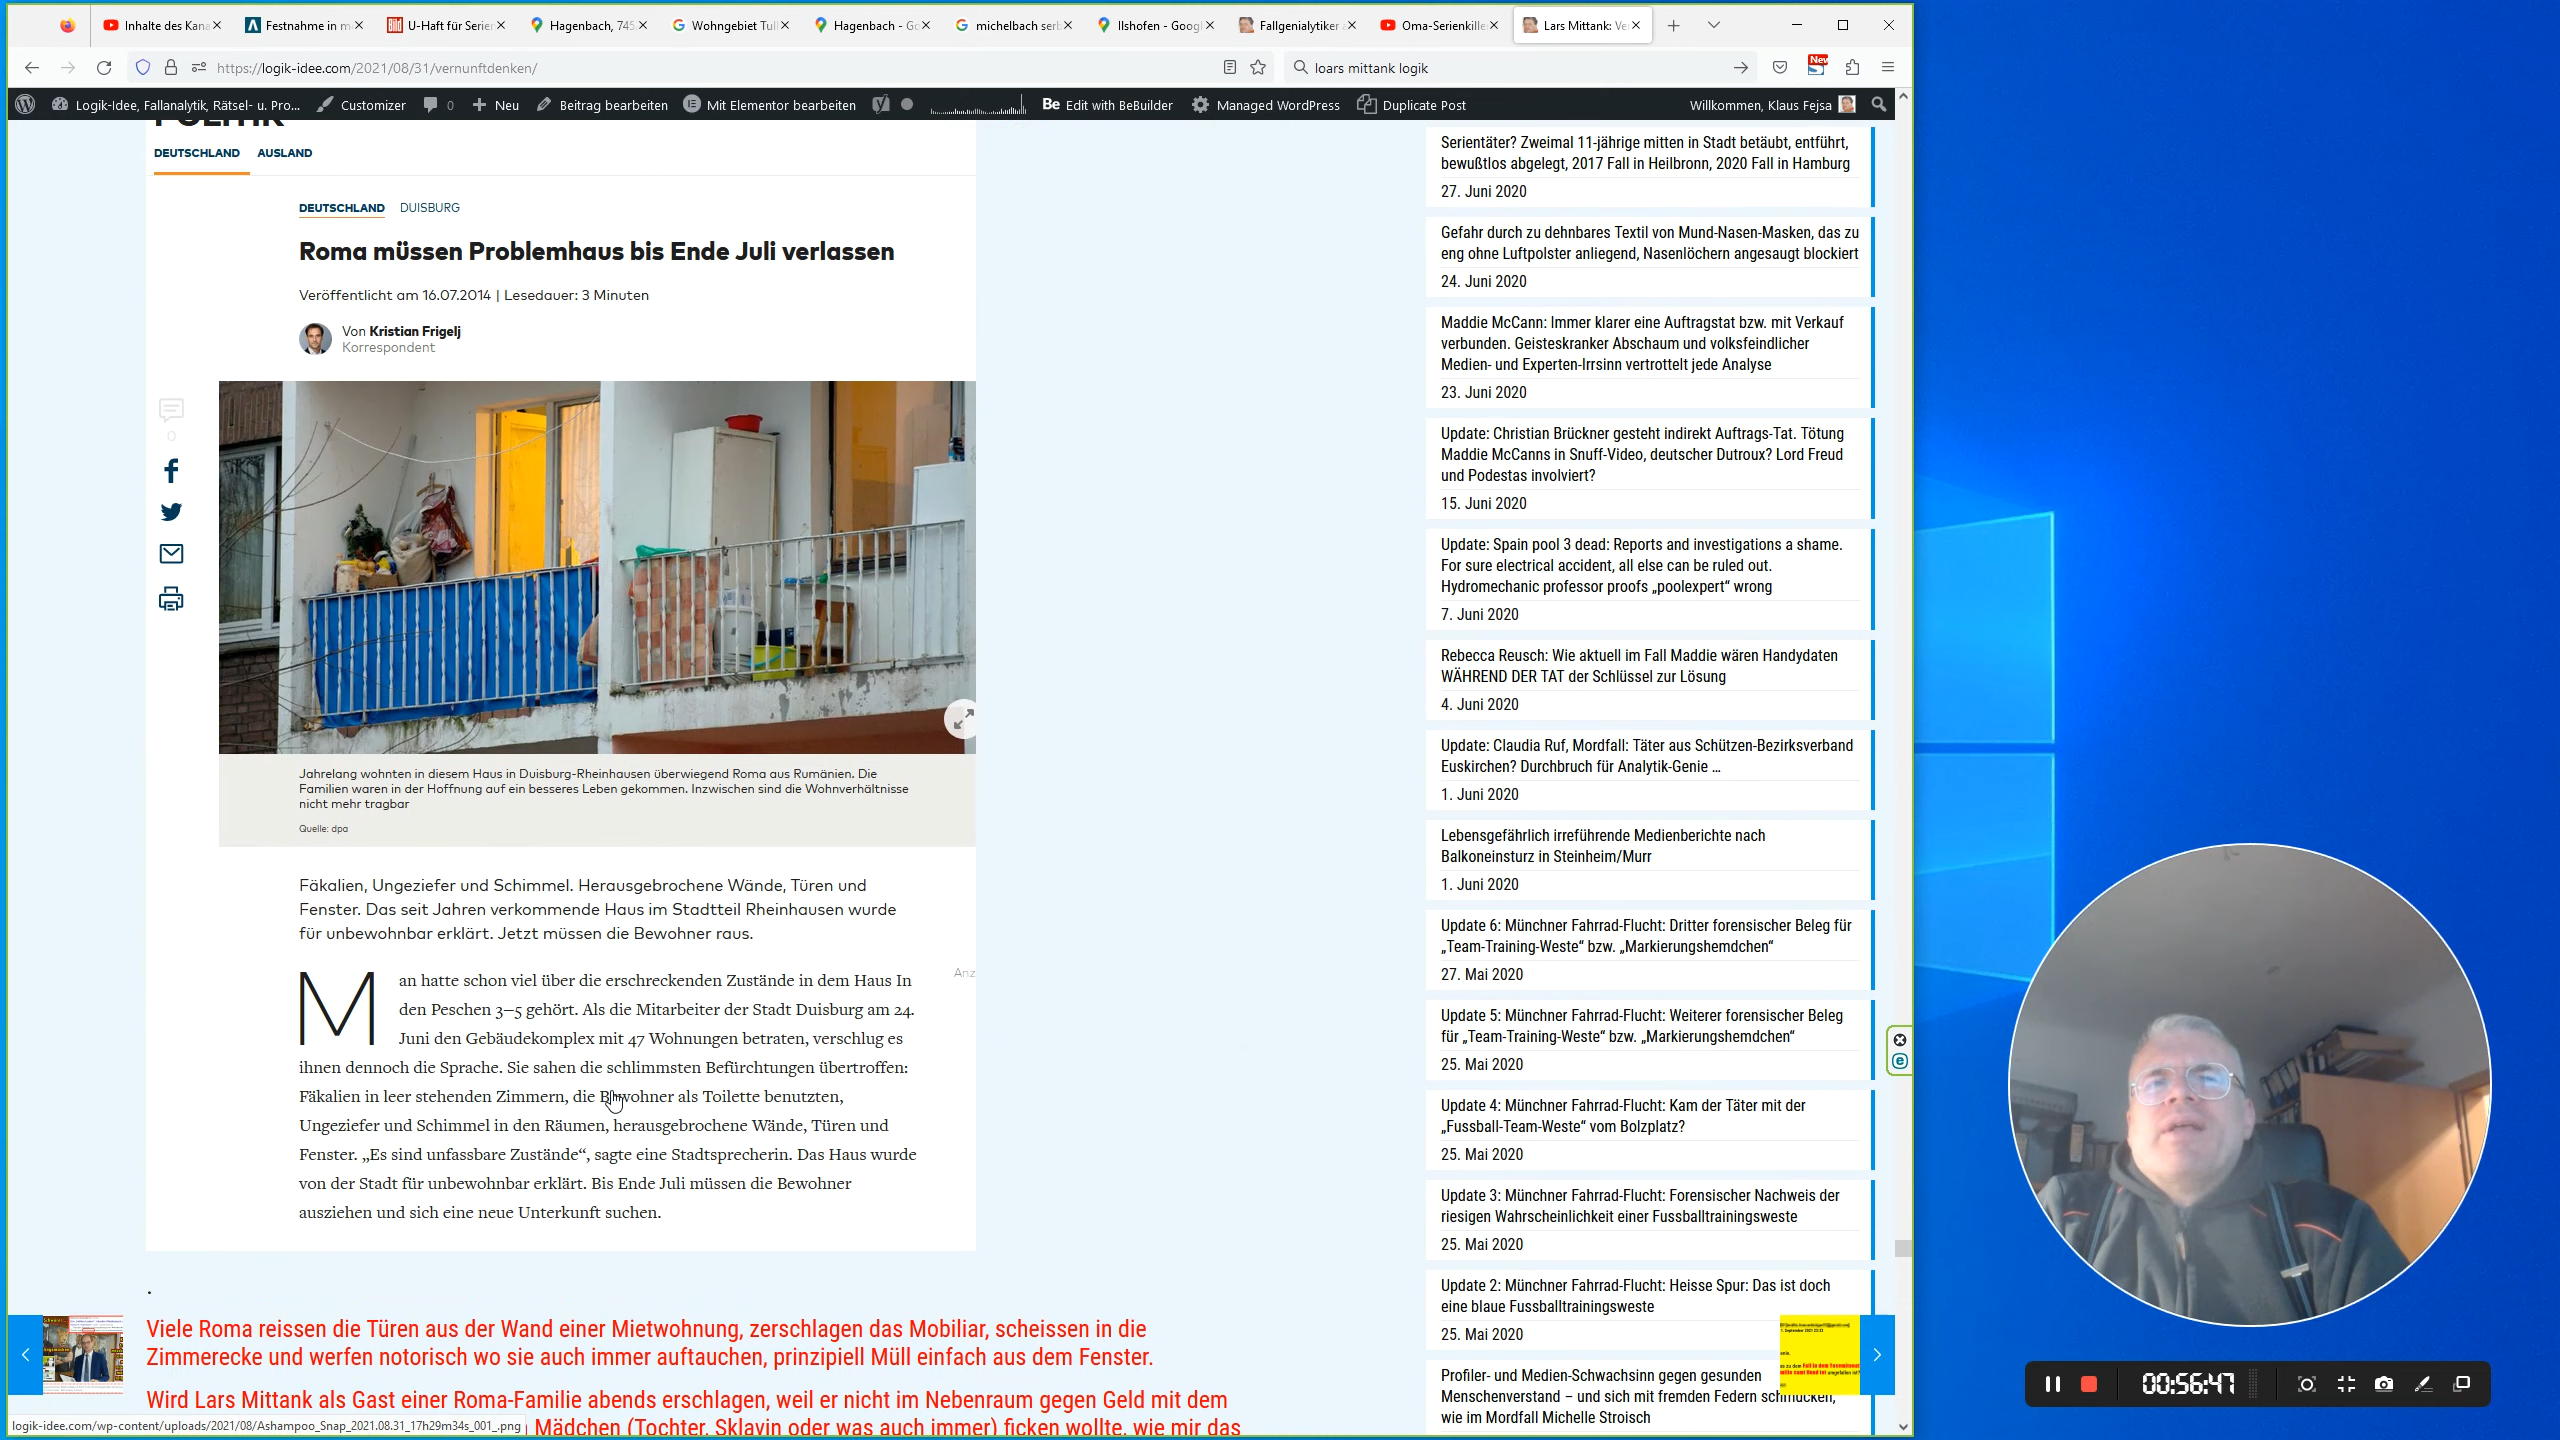 Inhalte des Kana
Festnahme in m
U-Haft für Serien
Hagenbach, 745
Wohngebiet Tull
Hagenbach - Go
michelbach serb
Ilshofen - Googl
Fallgenialytiker
Oma-Serienkille
Lars Mittank: Ver
https://logik-idee.com/2021/08/31/vernunftdenken/
loars mittank logik
New
Logik-Idee, Fallanalytik, Rätsel- u. Pro...
Customizer
0
Neu
Beitrag bearbeiten
Mit Elementor bearbeiten
Be Edit with BeBuilder
Managed WordPress
Duplicate Post
Willkommen, Klaus Fejsa
POLITIK
DEUTSCHLAND AUSLAND
DEUTSCHLAND DUISBURG
Roma müssen Problemhaus bis Ende Juli verlassen
Veröffentlicht am 16.07.2014 | Lesedauer: 3 Minuten
Von Kristian Frigelj
Korrespondent
0
Jahrelang wohnten in diesem Haus in Duisburg-Rheinhausen überwiegend Roma aus Rumänien. Die
Familien waren in der Hoffnung auf ein besseres Leben gekommen. Inzwischen sind die Wohnverhältnisse
nicht mehr tragbar
Quelle: dpa
Fäkalien, Ungeziefer und Schimmel. Herausgebrochene Wände, Türen und
Fenster. Das seit Jahren verkommende Haus im Stadtteil Rheinhausen wurde
für unbewohnbar erklärt. Jetzt müssen die Bewohner raus.
Anz
Man hatte schon viel über die erschreckenden Zustände in dem Haus In
den Peschen 3–5 gehört. Als die Mitarbeiter der Stadt Duisburg am 24.
Juni den Gebäudekomplex mit 47 Wohnungen betraten, verschlug es
ihnen dennoch die Sprache. Sie sahen die schlimmsten Befürchtungen übertroffen:
Fäkalien in leer stehenden Zimmern, die Bewohner als Toilette benutzten,
Ungeziefer und Schimmel in den Räumen, herausgebrochene Wände, Türen und
Fenster. „Es sind unfassbare Zustände“, sagte eine Stadtsprecherin. Das Haus wurde
von der Stadt für unbewohnbar erklärt. Bis Ende Juli müssen die Bewohner
ausziehen und sich eine neue Unterkunft suchen.
.
Viele Roma reissen die Türen aus der Wand einer Mietwohnung, zerschlagen das Mobiliar, scheissen in die
Zimmerecke und werfen notorisch wo sie auch immer auftauchen, prinzipiell Müll einfach aus dem Fenster.
Wird Lars Mittank als Gast einer Roma-Familie abends erschlagen, weil er nicht im Nebenraum gegen Geld mit dem
Mädchen (Tochter, Sklavin oder was auch immer) ficken wollte, wie mir das
logik-idee.com/wp-content/uploads/2021/08/Ashampoo_Snap_2021.08.31_17h29m34s_001_.png
Serientäter? Zweimal 11-jährige mitten in Stadt betäubt, entführt,
bewußtlos abgelegt, 2017 Fall in Heilbronn, 2020 Fall in Hamburg
27. Juni 2020
Gefahr durch zu dehnbares Textil von Mund-Nasen-Masken, das zu
eng ohne Luftpolster anliegend, Nasenlöchern angesaugt blockiert
24. Juni 2020
Maddie McCann: Immer klarer eine Auftragstat bzw. mit Verkauf
verbunden. Geisteskranker Abschaum und volksfeindlicher
Medien- und Experten-Irrsinn vertrottelt jede Analyse
23. Juni 2020
Update: Christian Brückner gesteht indirekt Auftrags-Tat. Tötung
Maddie McCanns in Snuff-Video, deutscher Dutroux? Lord Freud
und Podestas involviert?
15. Juni 2020
Update: Spain pool 3 dead: Reports and investigations a shame.
For sure electrical accident, all else can be ruled out.
Hydromechanic professor proofs „poolexpert“ wrong
7. Juni 2020
Rebecca Reusch: Wie aktuell im Fall Maddie wären Handydaten
WÄHREND DER TAT der Schlüssel zur Lösung
4. Juni 2020
Update: Claudia Ruf, Mordfall: Täter aus Schützen-Bezirksverband
Euskirchen? Durchbruch für Analytik-Genie ...
1. Juni 2020
Lebensgefährlich irreführende Medienberichte nach
Balkoneinsturz in Steinheim/Murr
1. Juni 2020
Update 6: Münchner Fahrrad-Flucht: Dritter forensischer Beleg für
„Team-Training-Weste“ bzw. „Markierungshemdchen“
27. Mai 2020
Update 5: Münchner Fahrrad-Flucht: Weiterer forensischer Beleg
für „Team-Training-Weste“ bzw. „Markierungshemdchen“
25. Mai 2020
Update 4: Münchner Fahrrad-Flucht: Kam der Täter mit der
„Fussball-Team-Weste“ vom Bolzplatz?
25. Mai 2020
Update 3: Münchner Fahrrad-Flucht: Forensischer Nachweis der
riesigen Wahrscheinlichkeit einer Fussballtrainingsweste
25. Mai 2020
Update 2: Münchner Fahrrad-Flucht: Heisse Spur: Das ist doch
eine blaue Fussballtrainingsweste
25. Mai 2020
Profiler- und Medien-Schwachsinn gegen gesunden
Menschenverstand – und sich mit fremden Federn schmücken,
wie im Mordfall Michelle Stroisch
00:56:47